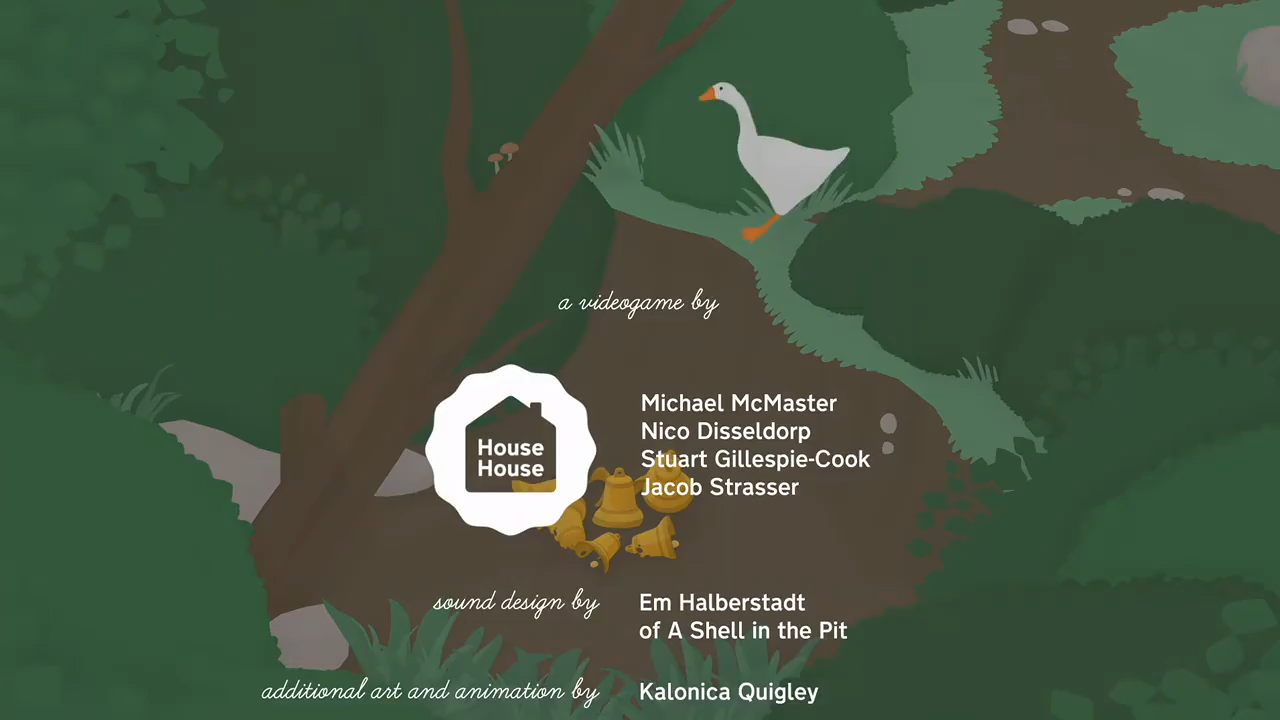 a videogame by
House
House
Michael McMaster
Nico Disseldorp
Stuart Gillespie-Cook
Jacob Strasser
sound design by
Em Halberstadt
of A Shell in the Pit
additional art and animation by
Kalonica Quigley